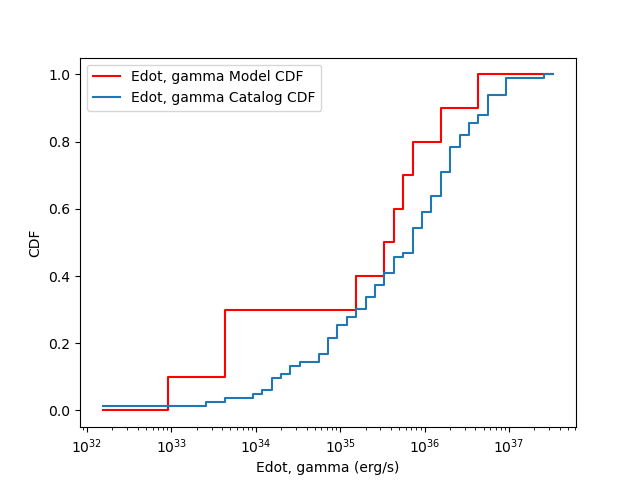 Edot, gamma Model CDF
Edot, gamma Catalog CDF
CDF
1.0
0.8
0.6
0.4
0.2
0.0
10^32 10^33 10^34 10^35 10^36 10^37
Edot, gamma (erg/s)